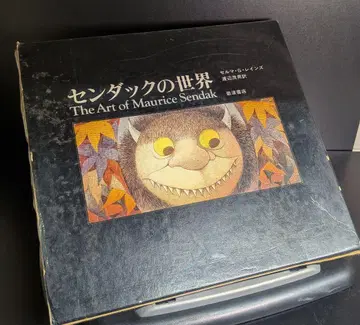 センダックの世界
The Art of Maurice Sendak
セルマ・G・レインズ
渡辺茂男訳
岩波書店